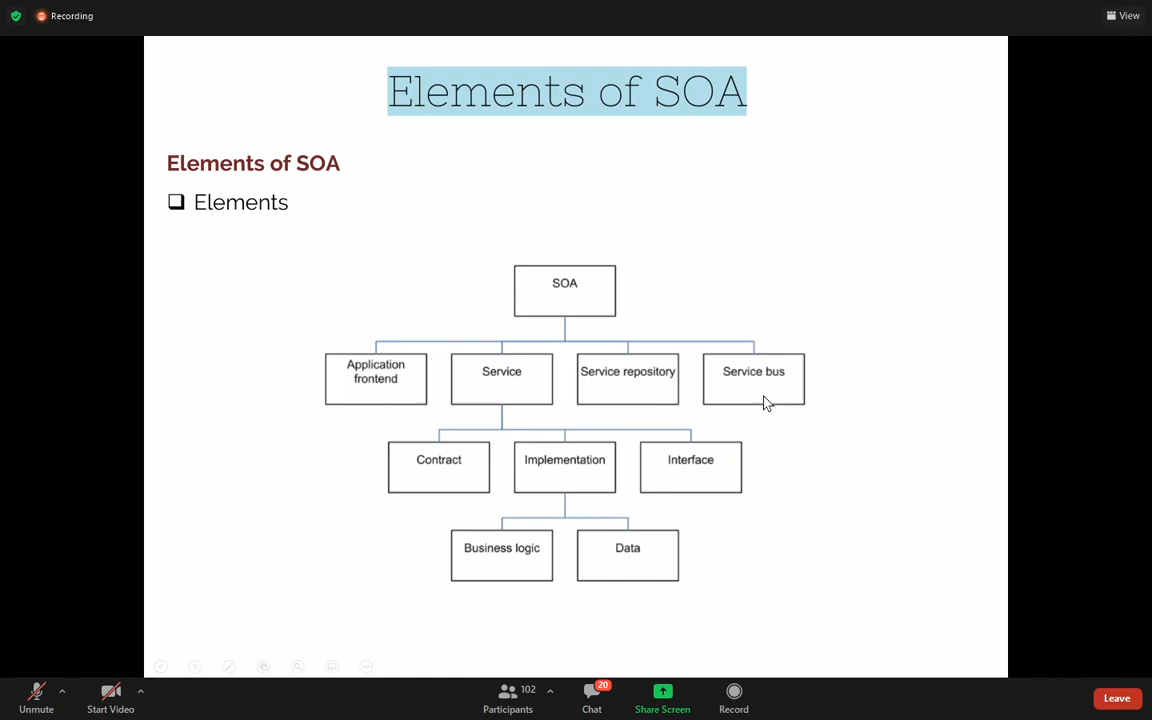 Recording
View
Elements of SOA
Elements of SOA
Elements
SOA
Application
frontend
Service
Service repository
Service bus
Contract
Implementation
Interface
Business logic
Data
Unmute
Start Video
102
Participants
20
Chat
Share Screen
Record
Leave